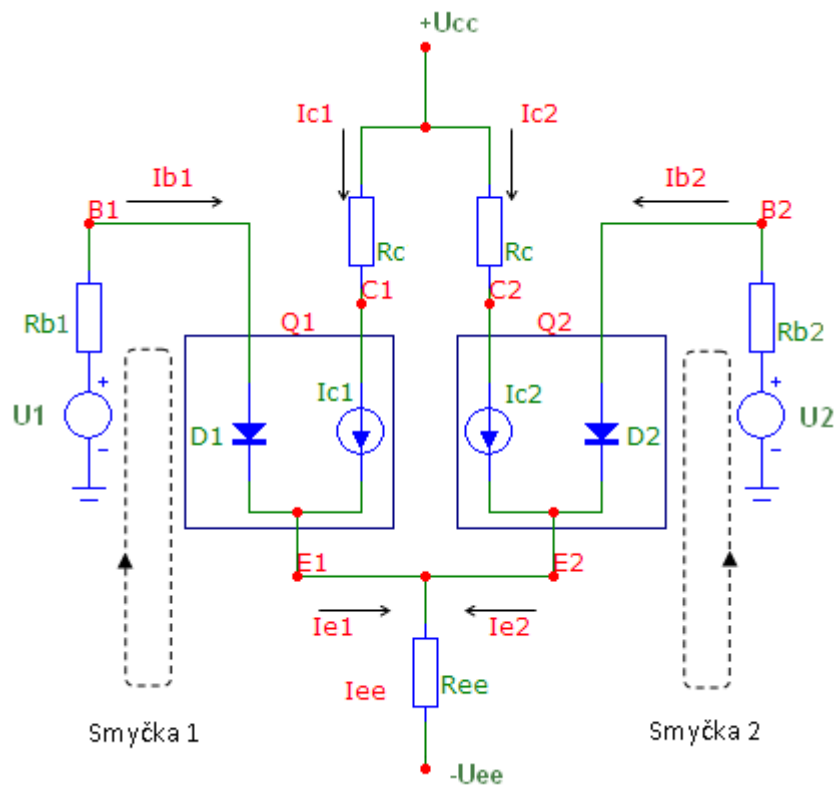 +Ucc
Ic1
Ic2
Ib1
Ib2
B1
B2
Rc
Rc
C1
C2
Rb1
Q1
Q2
Rb2
+
+
U1
Ic1
Ic2
U2
D1
D2
-
-
E1
E2
Ie1
Ie2
Iee
Ree
Smyčka 1
Smyčka 2
-Uee